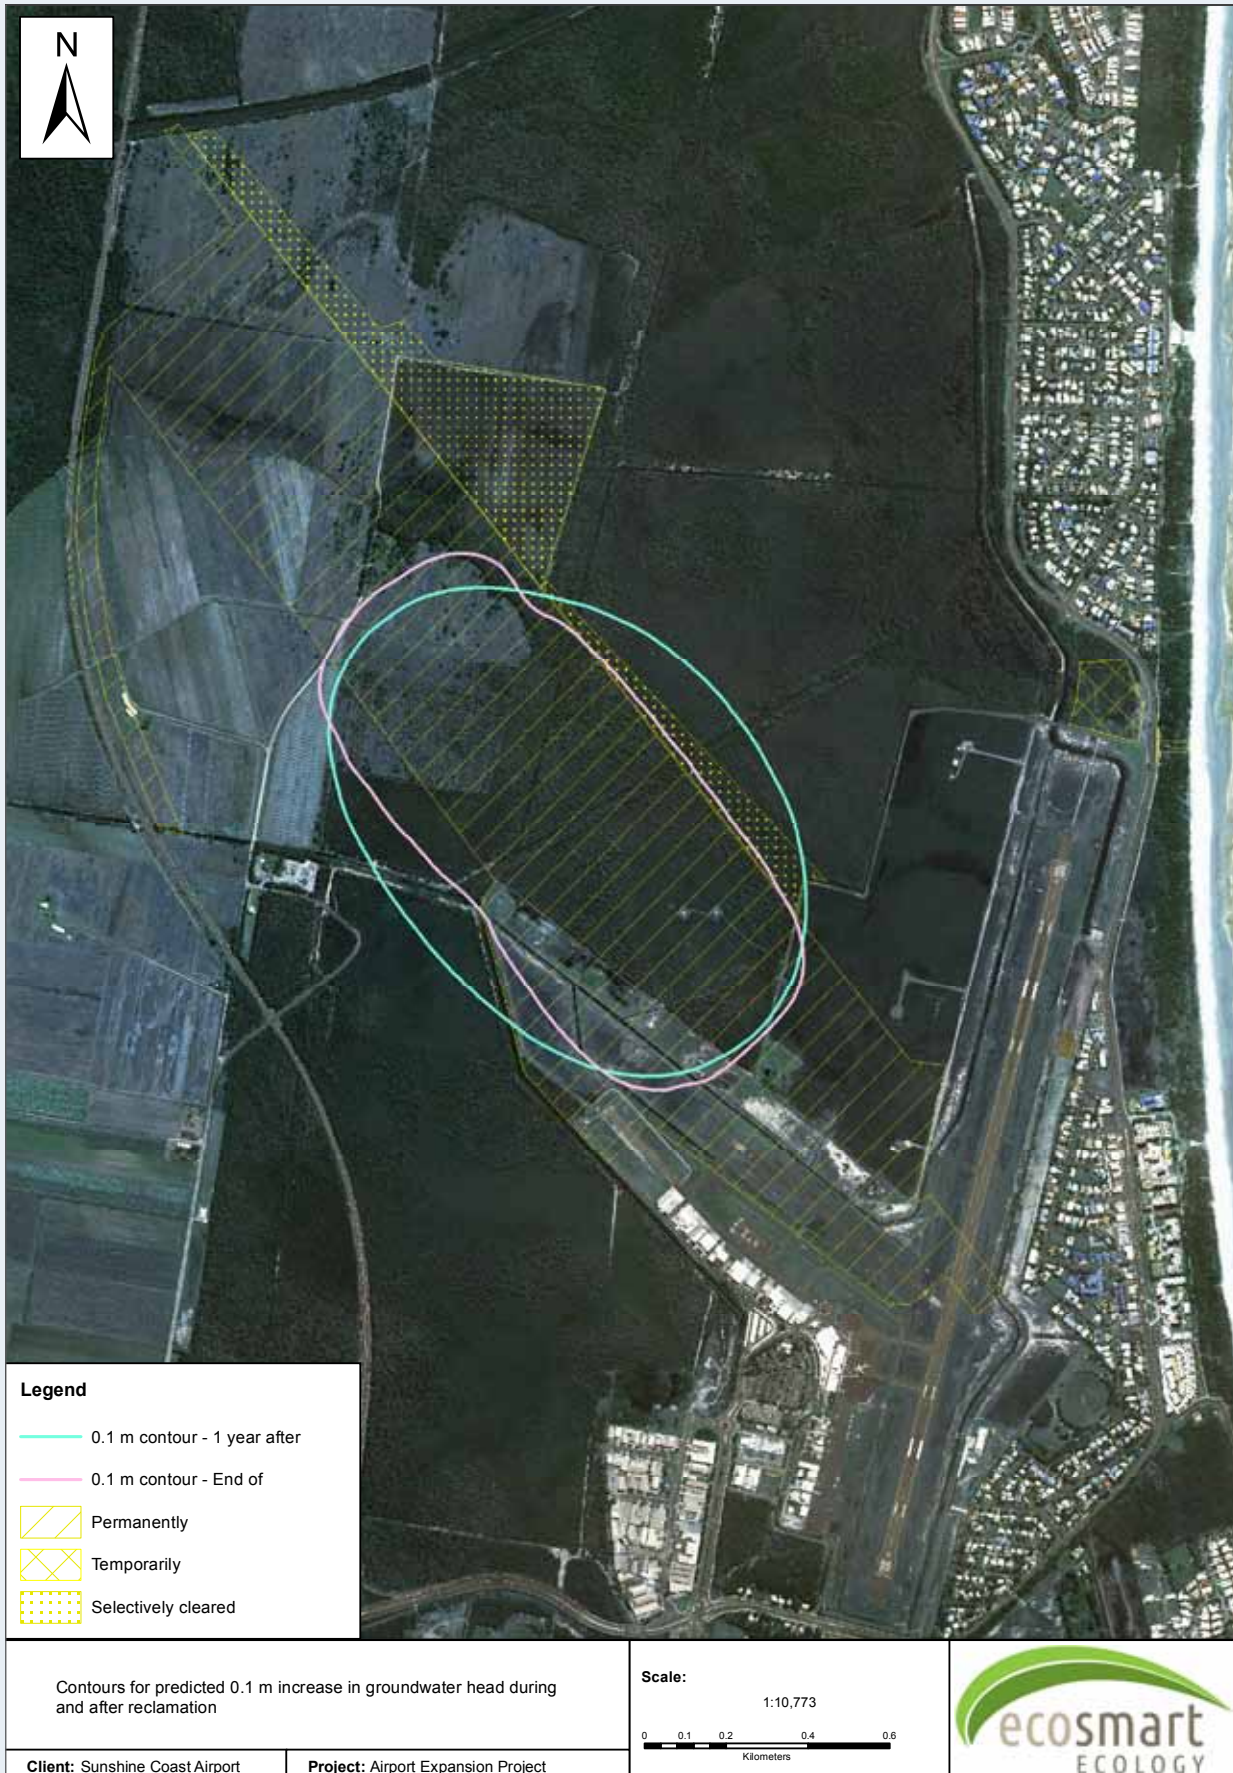 N
Legend
0.1 m contour - 1 year after
0.1 m contour - End of
Permanently
Temporarily
Selectively cleared
Contours for predicted 0.1 m increase in groundwater head during
and after reclamation
Scale:
1:10,773
0 0.1 0.2 0.4 0.6
Kilometers
Client: Sunshine Coast Airport
Project: Airport Expansion Project
ecosmart
ECOLOGY